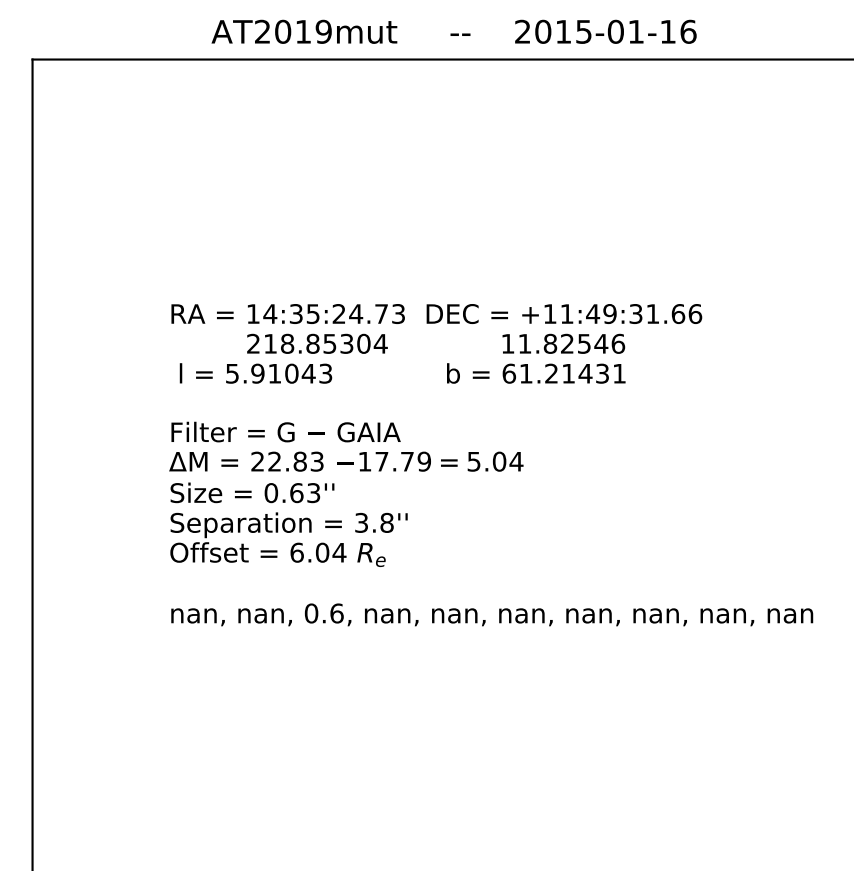 AT2019mut -- 2015-01-16
RA = 14:35:24.73 DEC = +11:49:31.66
218.85304 11.82546
l = 5.91043 b = 61.21431
Filter = G − GAIA
ΔM = 22.83 −17.79 = 5.04
Size = 0.63''
Separation = 3.8''
Offset = 6.04 Re
nan, nan, 0.6, nan, nan, nan, nan, nan, nan, nan